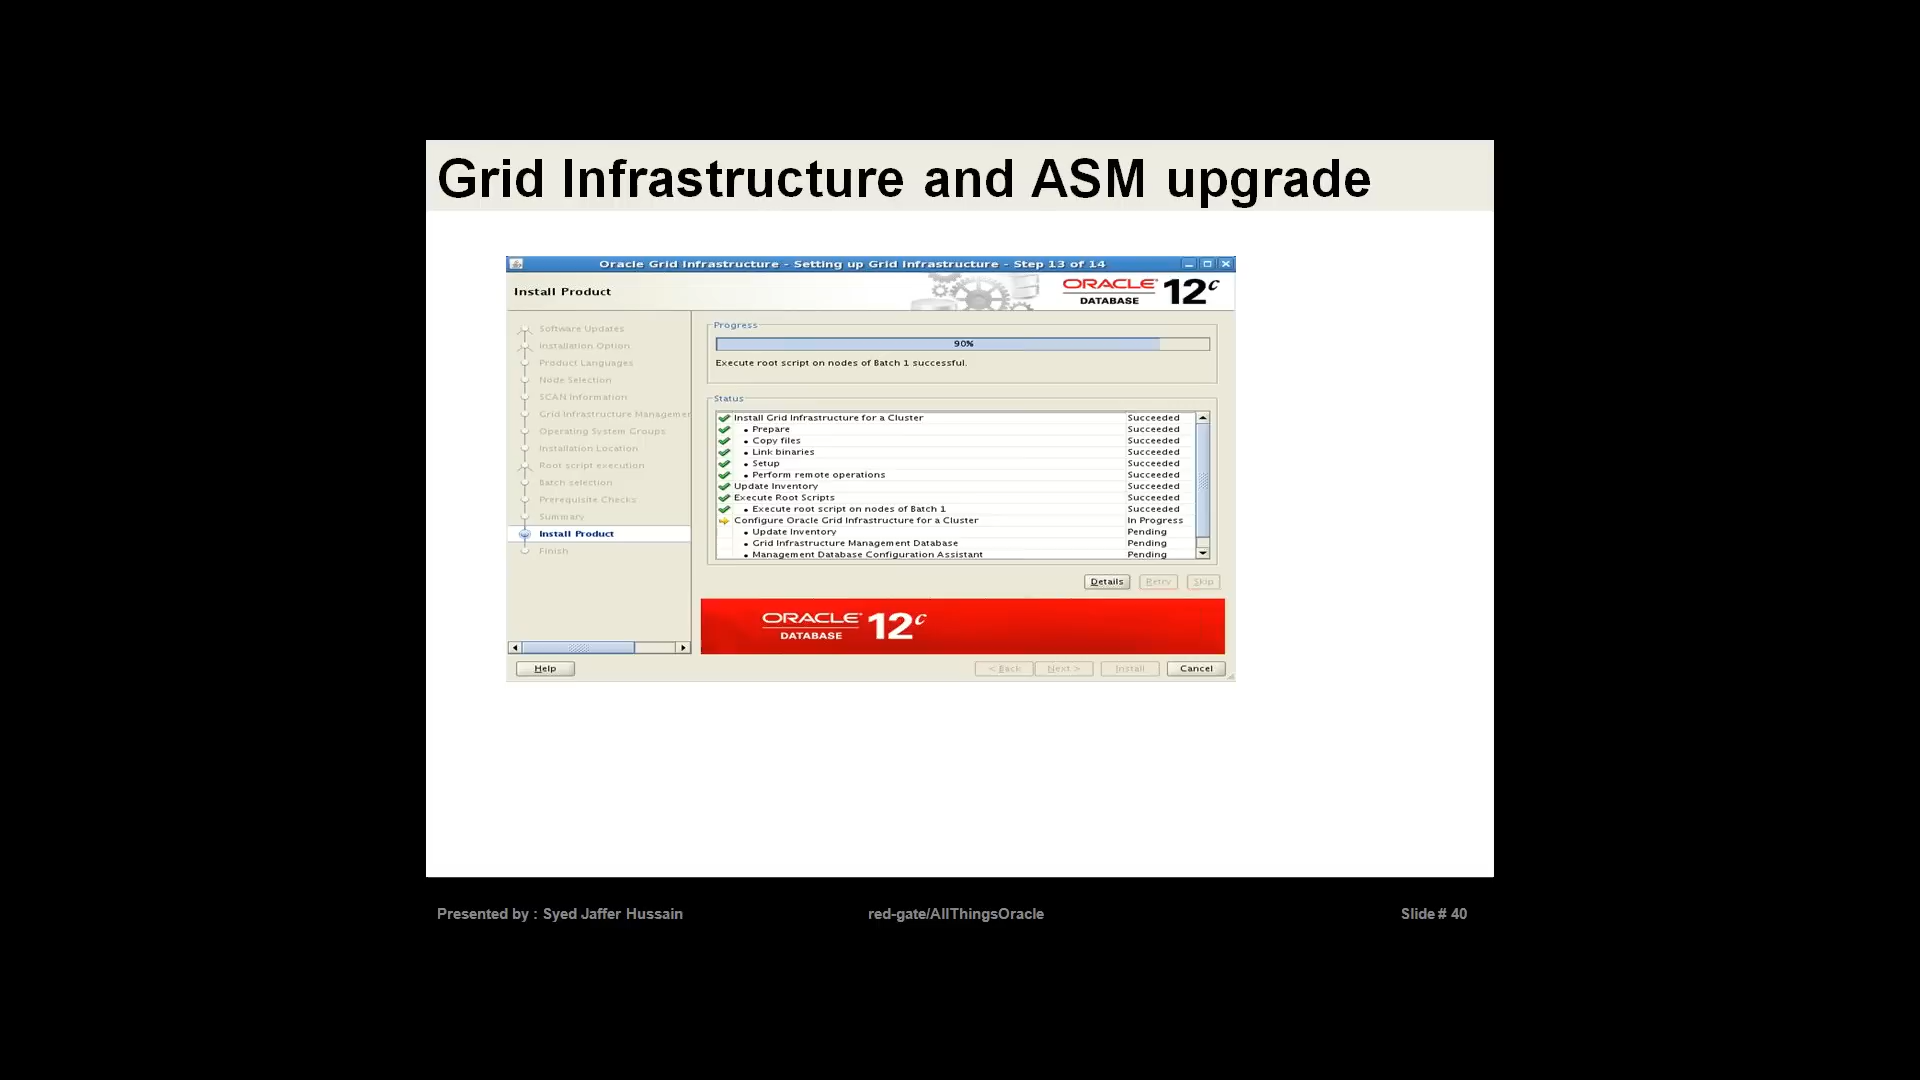 Grid Infrastructure and ASM upgrade
Oracle Grid Infrastructure - Setting up Grid Infrastructure - Step 13 of 14
Install Product
ORACLE DATABASE 12c
Software Updates
Installation Option
Product Languages
Node Selection
SCAN Information
Grid Infrastructure Managemer
Operating System Groups
Installation Location
Root script execution
Batch selection
Prerequisite Checks
Summary
Install Product
Finish
Progress
90%
Execute root script on nodes of Batch 1 successful.
Status
Install Grid Infrastructure for a Cluster Succeeded
• Prepare Succeeded
• Copy files Succeeded
• Link binaries Succeeded
• Setup Succeeded
• Perform remote operations Succeeded
Update Inventory Succeeded
Execute Root Scripts Succeeded
• Execute root script on nodes of Batch 1 Succeeded
Configure Oracle Grid Infrastructure for a Cluster In Progress
• Update Inventory Pending
• Grid Infrastructure Management Database Pending
• Management Database Configuration Assistant Pending
Details Retry Skip
ORACLE DATABASE 12c
Help < Back Next > Install Cancel
Presented by : Syed Jaffer Hussain red-gate/AllThingsOracle Slide # 40